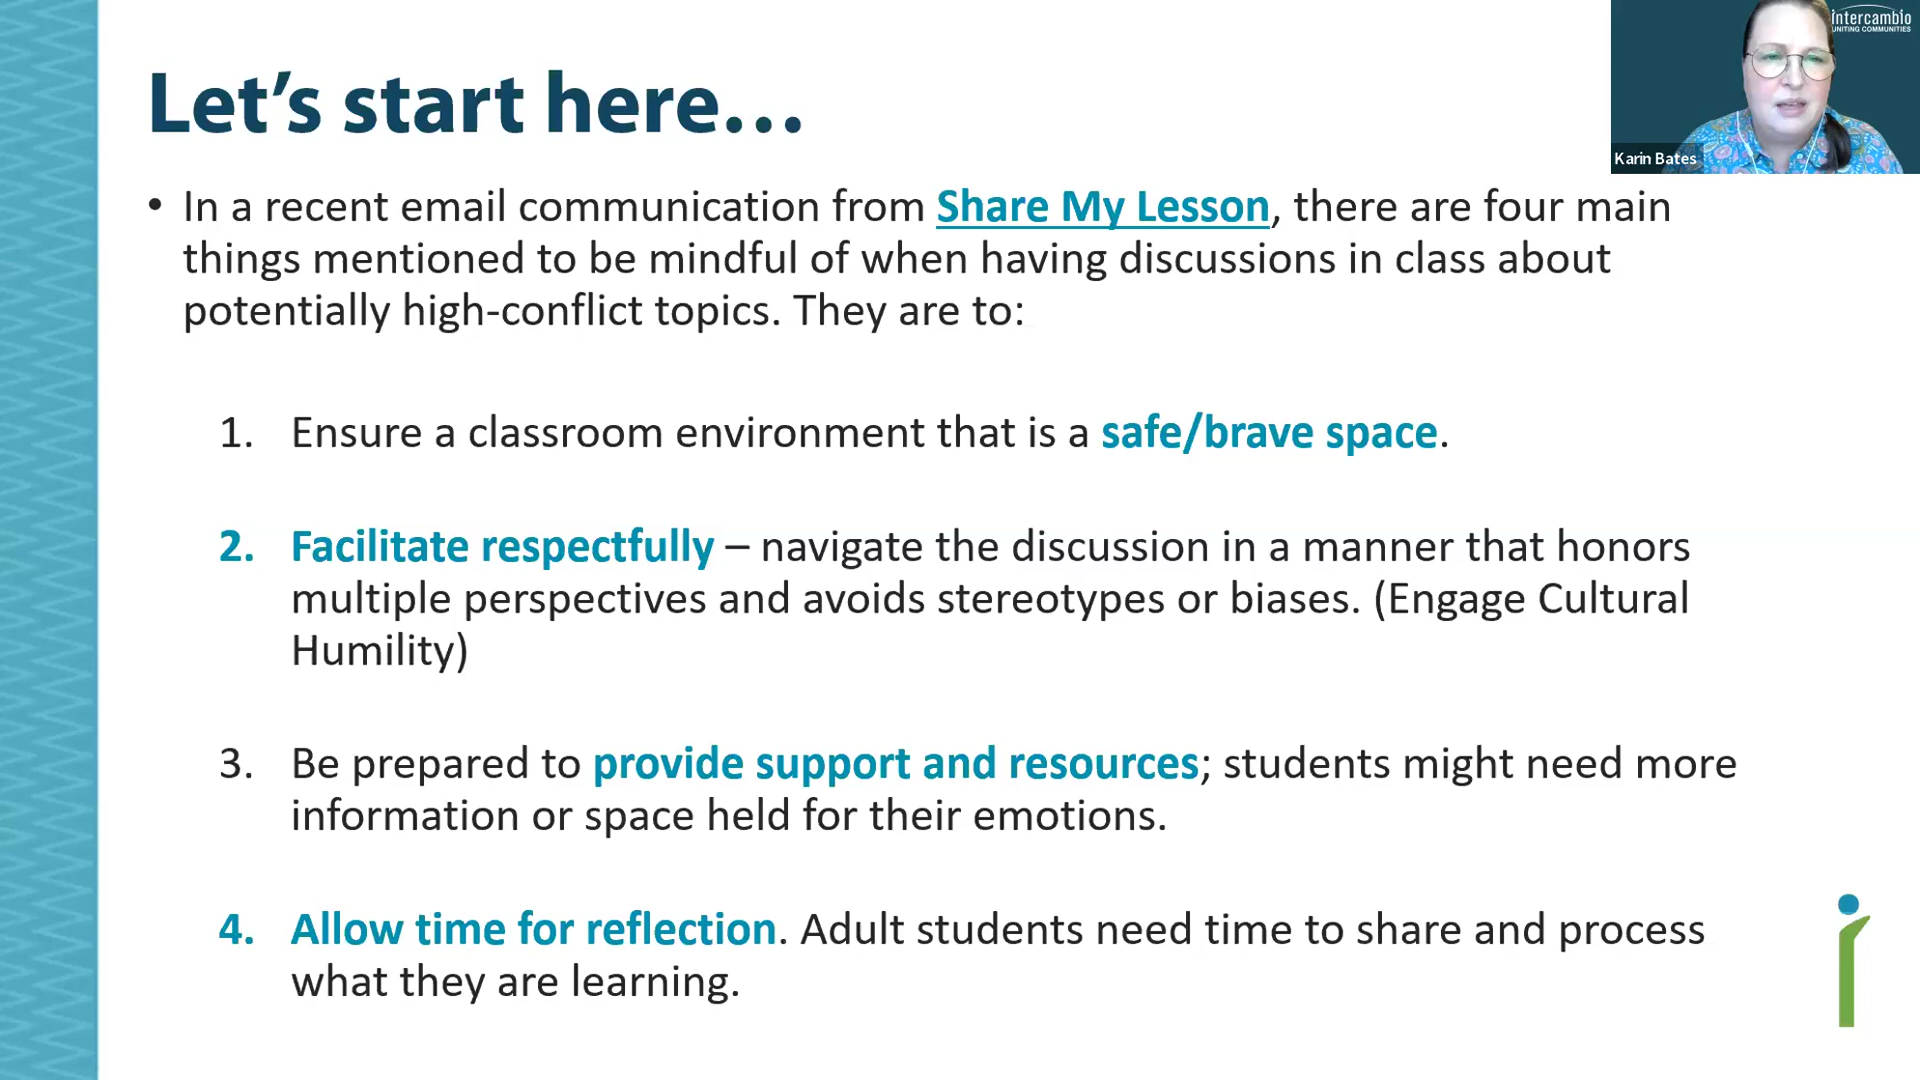 intercambio
UNITING COMMUNITIES
Karin Bates
Let’s start here…
• In a recent email communication from Share My Lesson, there are four main
things mentioned to be mindful of when having discussions in class about
potentially high-conflict topics. They are to:
1. Ensure a classroom environment that is a safe/brave space.
2. Facilitate respectfully – navigate the discussion in a manner that honors
multiple perspectives and avoids stereotypes or biases. (Engage Cultural
Humility)
3. Be prepared to provide support and resources; students might need more
information or space held for their emotions.
4. Allow time for reflection. Adult students need time to share and process
what they are learning.